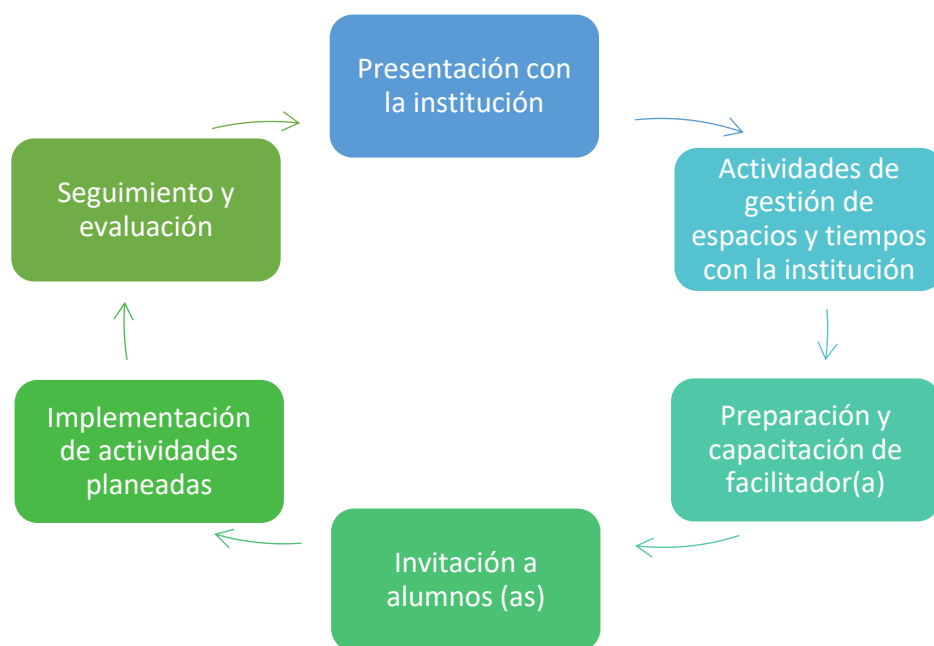 Presentación con
la institución
Actividades de
gestión de
espacios y tiempos
con la institución
Preparación y
capacitación de
facilitador(a)
Invitación a
alumnos (as)
Implementación
de actividades
planeadas
Seguimiento y
evaluación